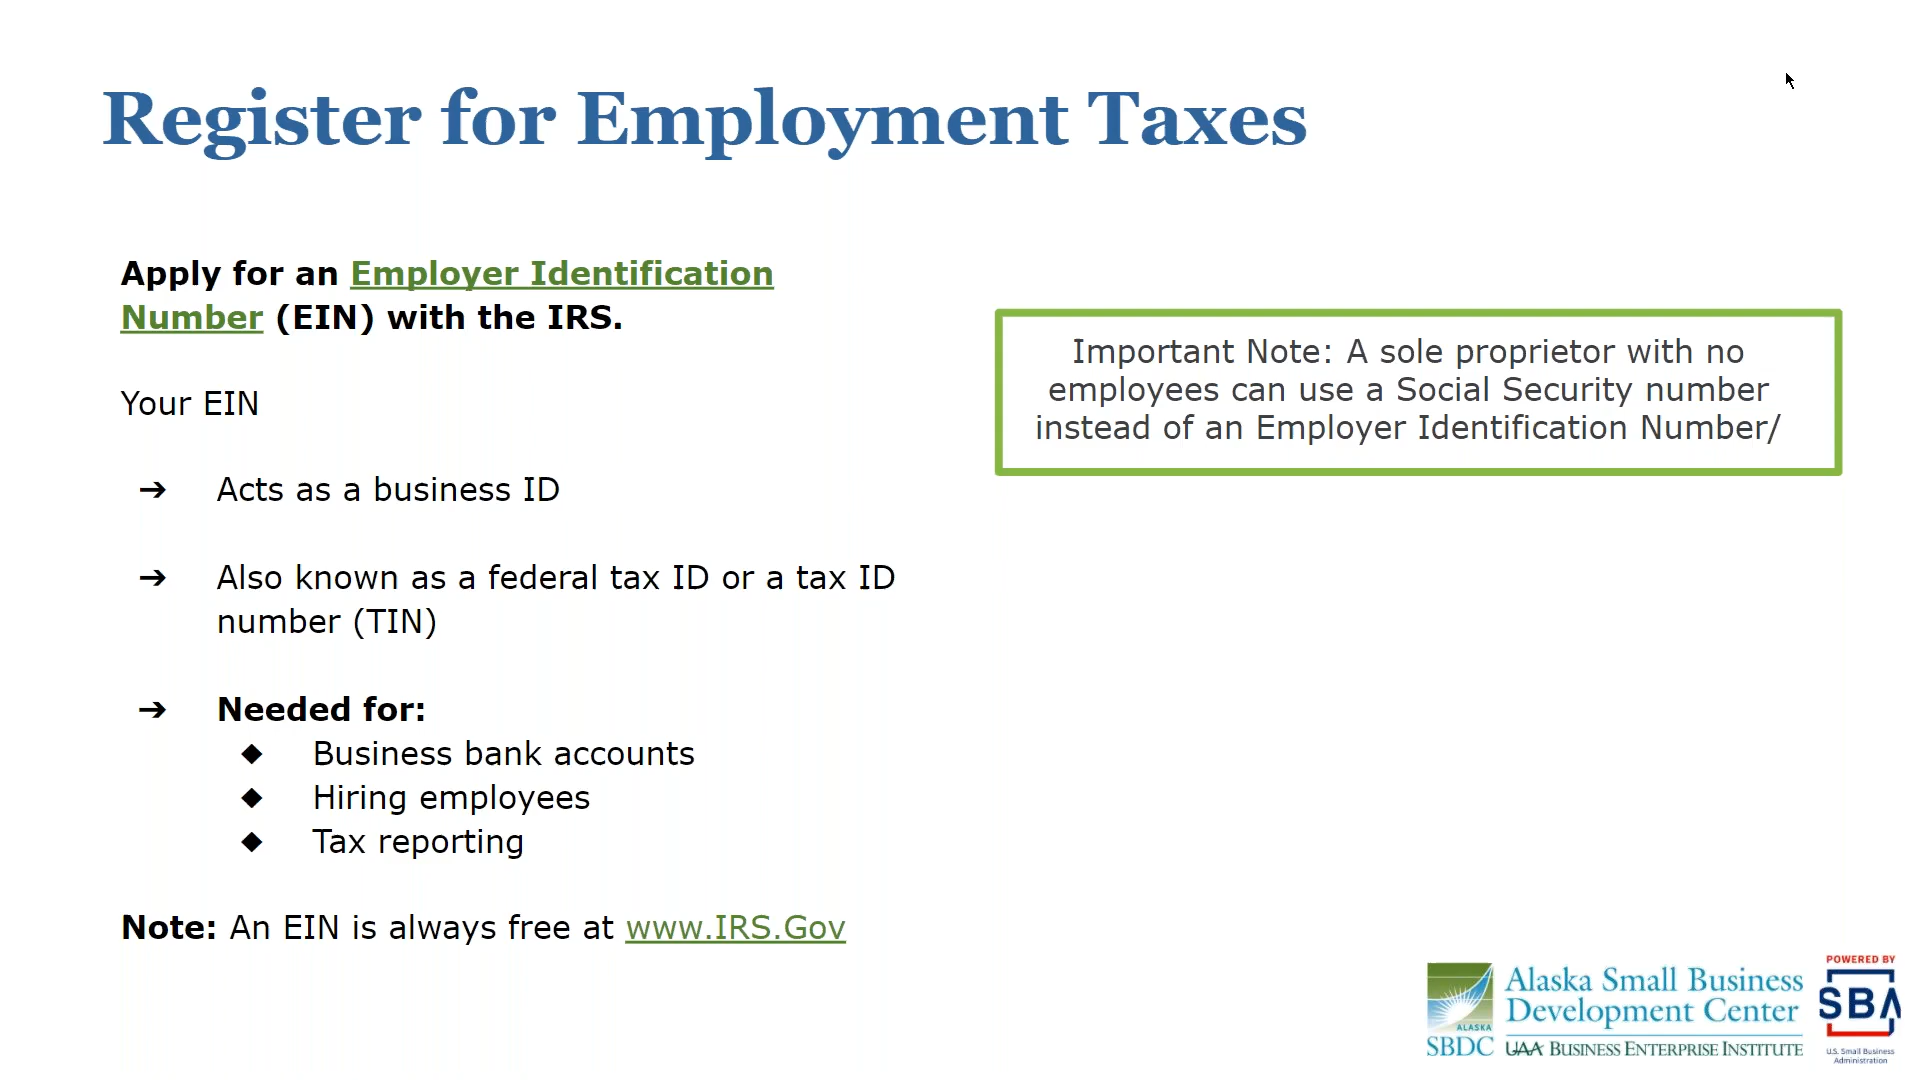 Register for Employment Taxes
Apply for an Employer Identification
Number (EIN) with the IRS.
Your EIN
➔ Acts as a business ID
➔ Also known as a federal tax ID or a tax ID
number (TIN)
➔ Needed for:
◆ Business bank accounts
◆ Hiring employees
◆ Tax reporting
Note: An EIN is always free at www.IRS.Gov
Important Note: A sole proprietor with no
employees can use a Social Security number
instead of an Employer Identification Number/
ALASKA
SBDC
Alaska Small Business
Development Center
UAA BUSINESS ENTERPRISE INSTITUTE
POWERED BY
SBA
U.S. Small Business
Administration